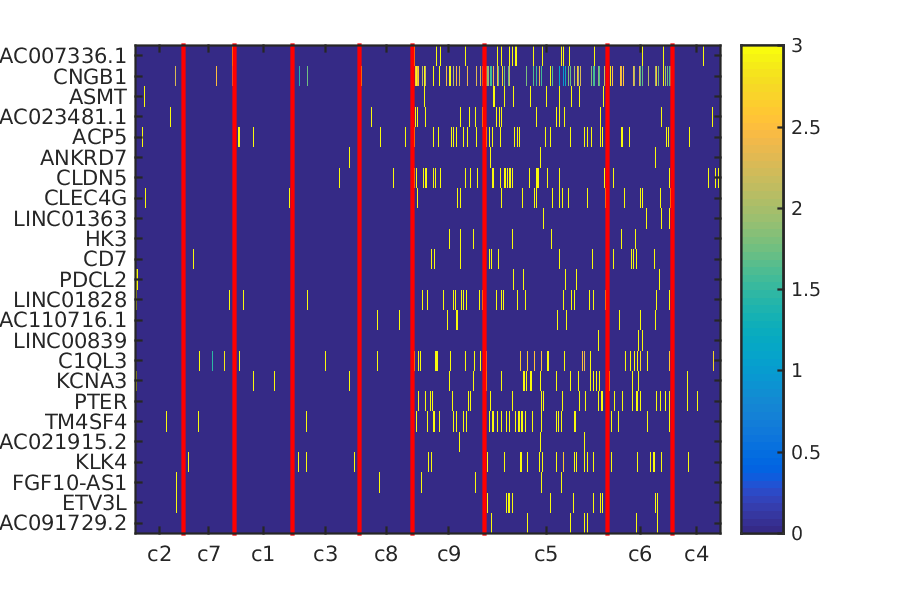 AC007336.1
CNGB1
ASMT
AC023481.1
ACP5
ANKRD7
CLDN5
CLEC4G
LINC01363
HK3
CD7
PDCL2
LINC01828
AC110716.1
LINC00839
C1QL3
KCNA3
PTER
TM4SF4
AC021915.2
KLK4
FGF10-AS1
ETV3L
AC091729.2
c2 c7 c1 c3 c8 c9 c5 c6 c4
3
2.5
2
1.5
1
0.5
0